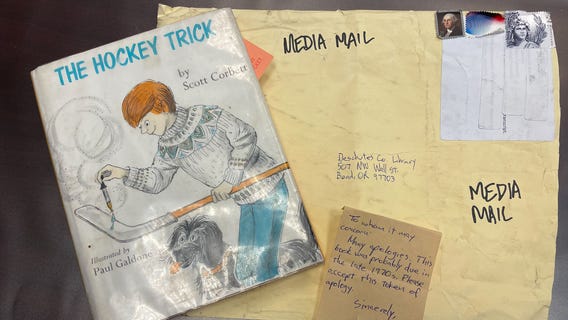 THE HOCKEY TRICK
by
Scott Corbett
Illustrated by
Paul Galdone
MEDIA MAIL
Deschutes Co. Library
507 NW Wall St.
Bend, OR 97703
MEDIA
MAIL
To whom it may
concern
Many apologies. This
book was probably due in
the late 1970s. Please
accept this token of
apology.
Sincerely,